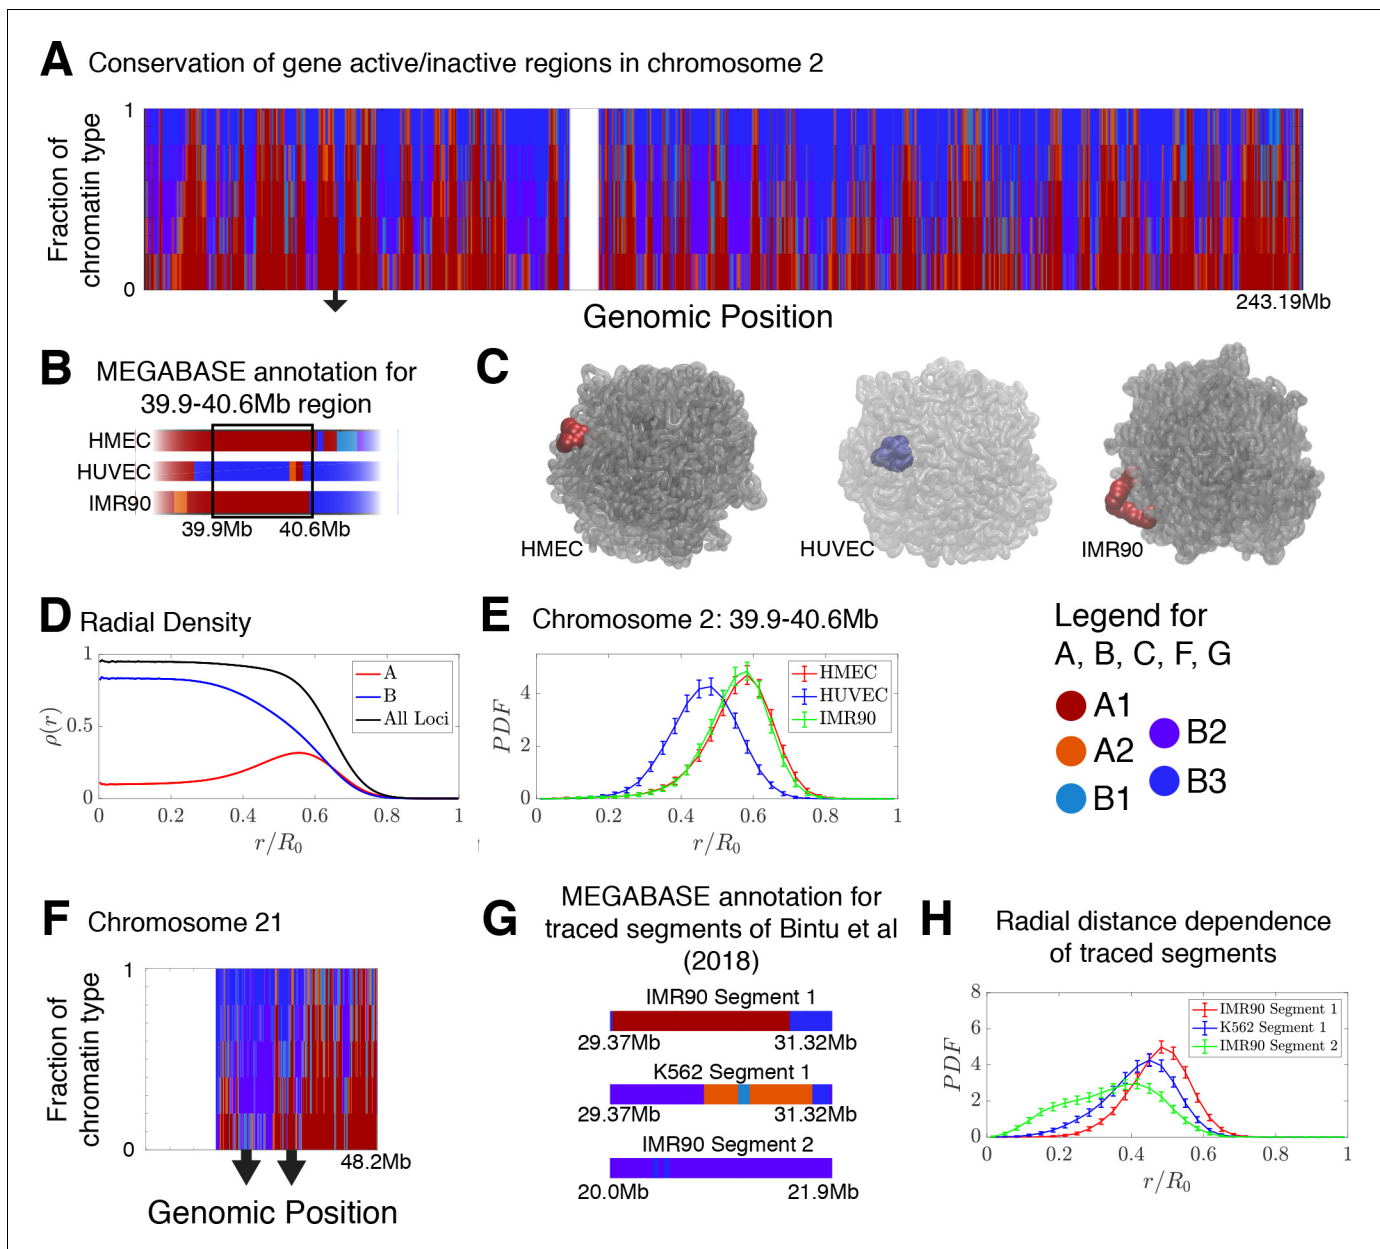 A Conservation of gene active/inactive regions in chromosome 2
Fraction of
chromatin type
1
0
243.19Mb
Genomic Position
B MEGABASE annotation for
39.9-40.6Mb region
HMEC
HUVEC
IMR90
39.9Mb 40.6Mb
C
HMEC
HUVEC
IMR90
D Radial Density
1
0.5
0
ρ(r)
A
B
All Loci
0 0.2 0.4 0.6 0.8 1
r/R₀
E Chromosome 2: 39.9-40.6Mb
4
2
0
PDF
HMEC
HUVEC
IMR90
0 0.2 0.4 0.6 0.8 1
r/R₀
Legend for
A, B, C, F, G
A1
A2
B1
B2
B3
F Chromosome 21
Fraction of
chromatin type
1
0
48.2Mb
Genomic Position
G MEGABASE annotation for
traced segments of Bintu et al
(2018)
IMR90 Segment 1
29.37Mb 31.32Mb
K562 Segment 1
29.37Mb 31.32Mb
IMR90 Segment 2
20.0Mb 21.9Mb
H Radial distance dependence
of traced segments
8
6
4
2
0
PDF
IMR90 Segment 1
K562 Segment 1
IMR90 Segment 2
0 0.2 0.4 0.6 0.8 1
r/R₀